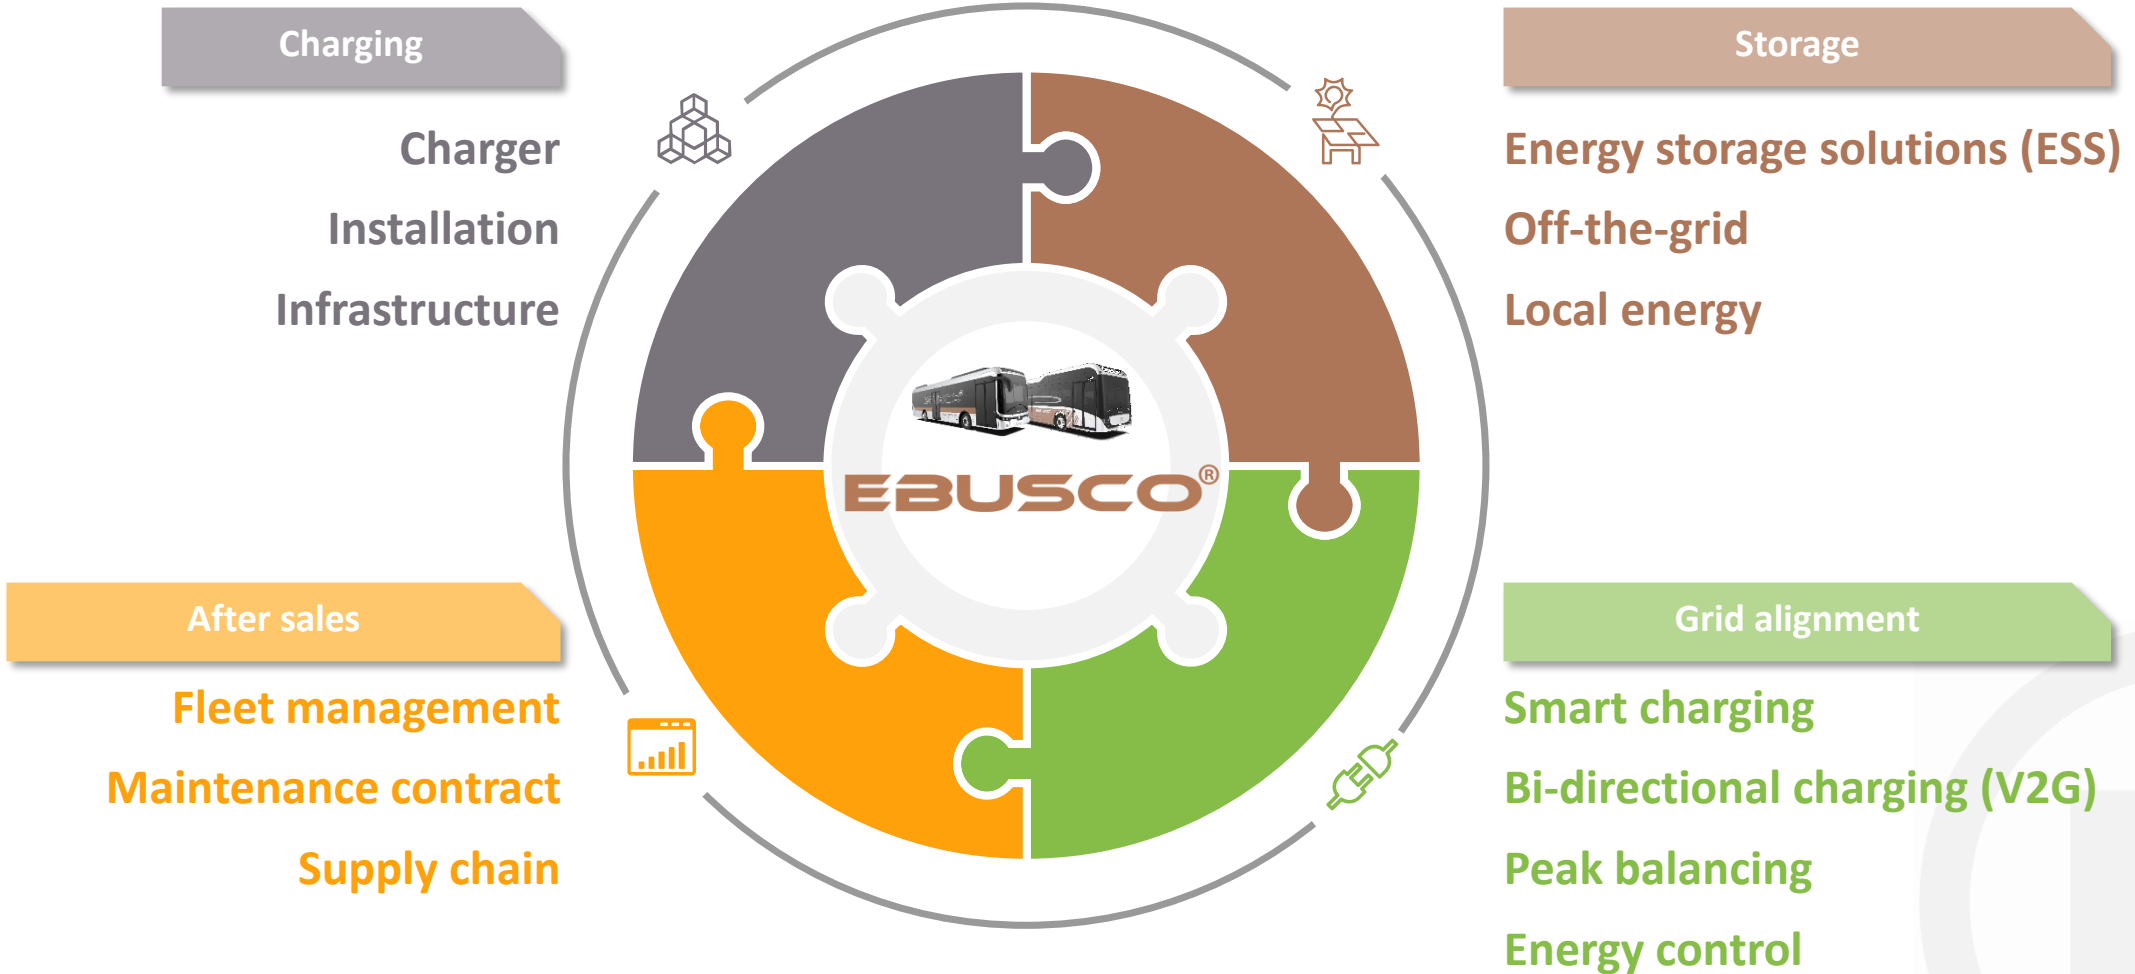 Charging
Charger
Installation
Infrastructure
Storage
Energy storage solutions (ESS)
Off-the-grid
Local energy
EBUSCO®
After sales
Fleet management
Maintenance contract
Supply chain
Grid alignment
Smart charging
Bi-directional charging (V2G)
Peak balancing
Energy control